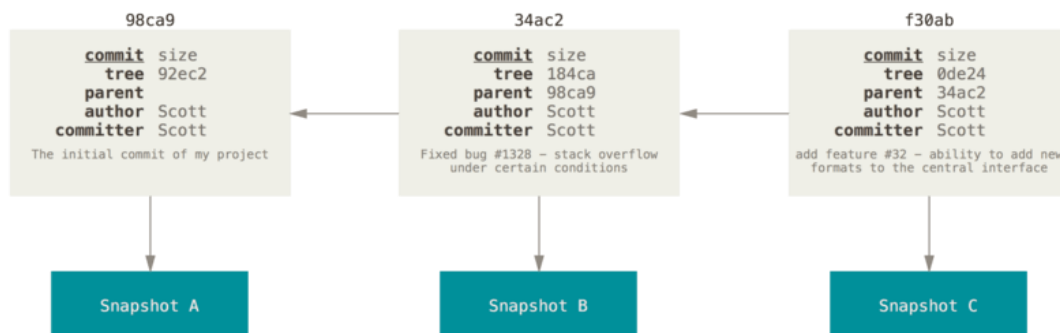 98ca9
commit size
tree 92ec2
parent
author Scott
committer Scott
The initial commit of my project
Snapshot A
34ac2
commit size
tree 184ca
parent 98ca9
author Scott
committer Scott
Fixed bug #1328 – stack overflow
under certain conditions
Snapshot B
f30ab
commit size
tree 0de24
parent 34ac2
author Scott
committer Scott
add feature #32 – ability to add new
formats to the central interface
Snapshot C